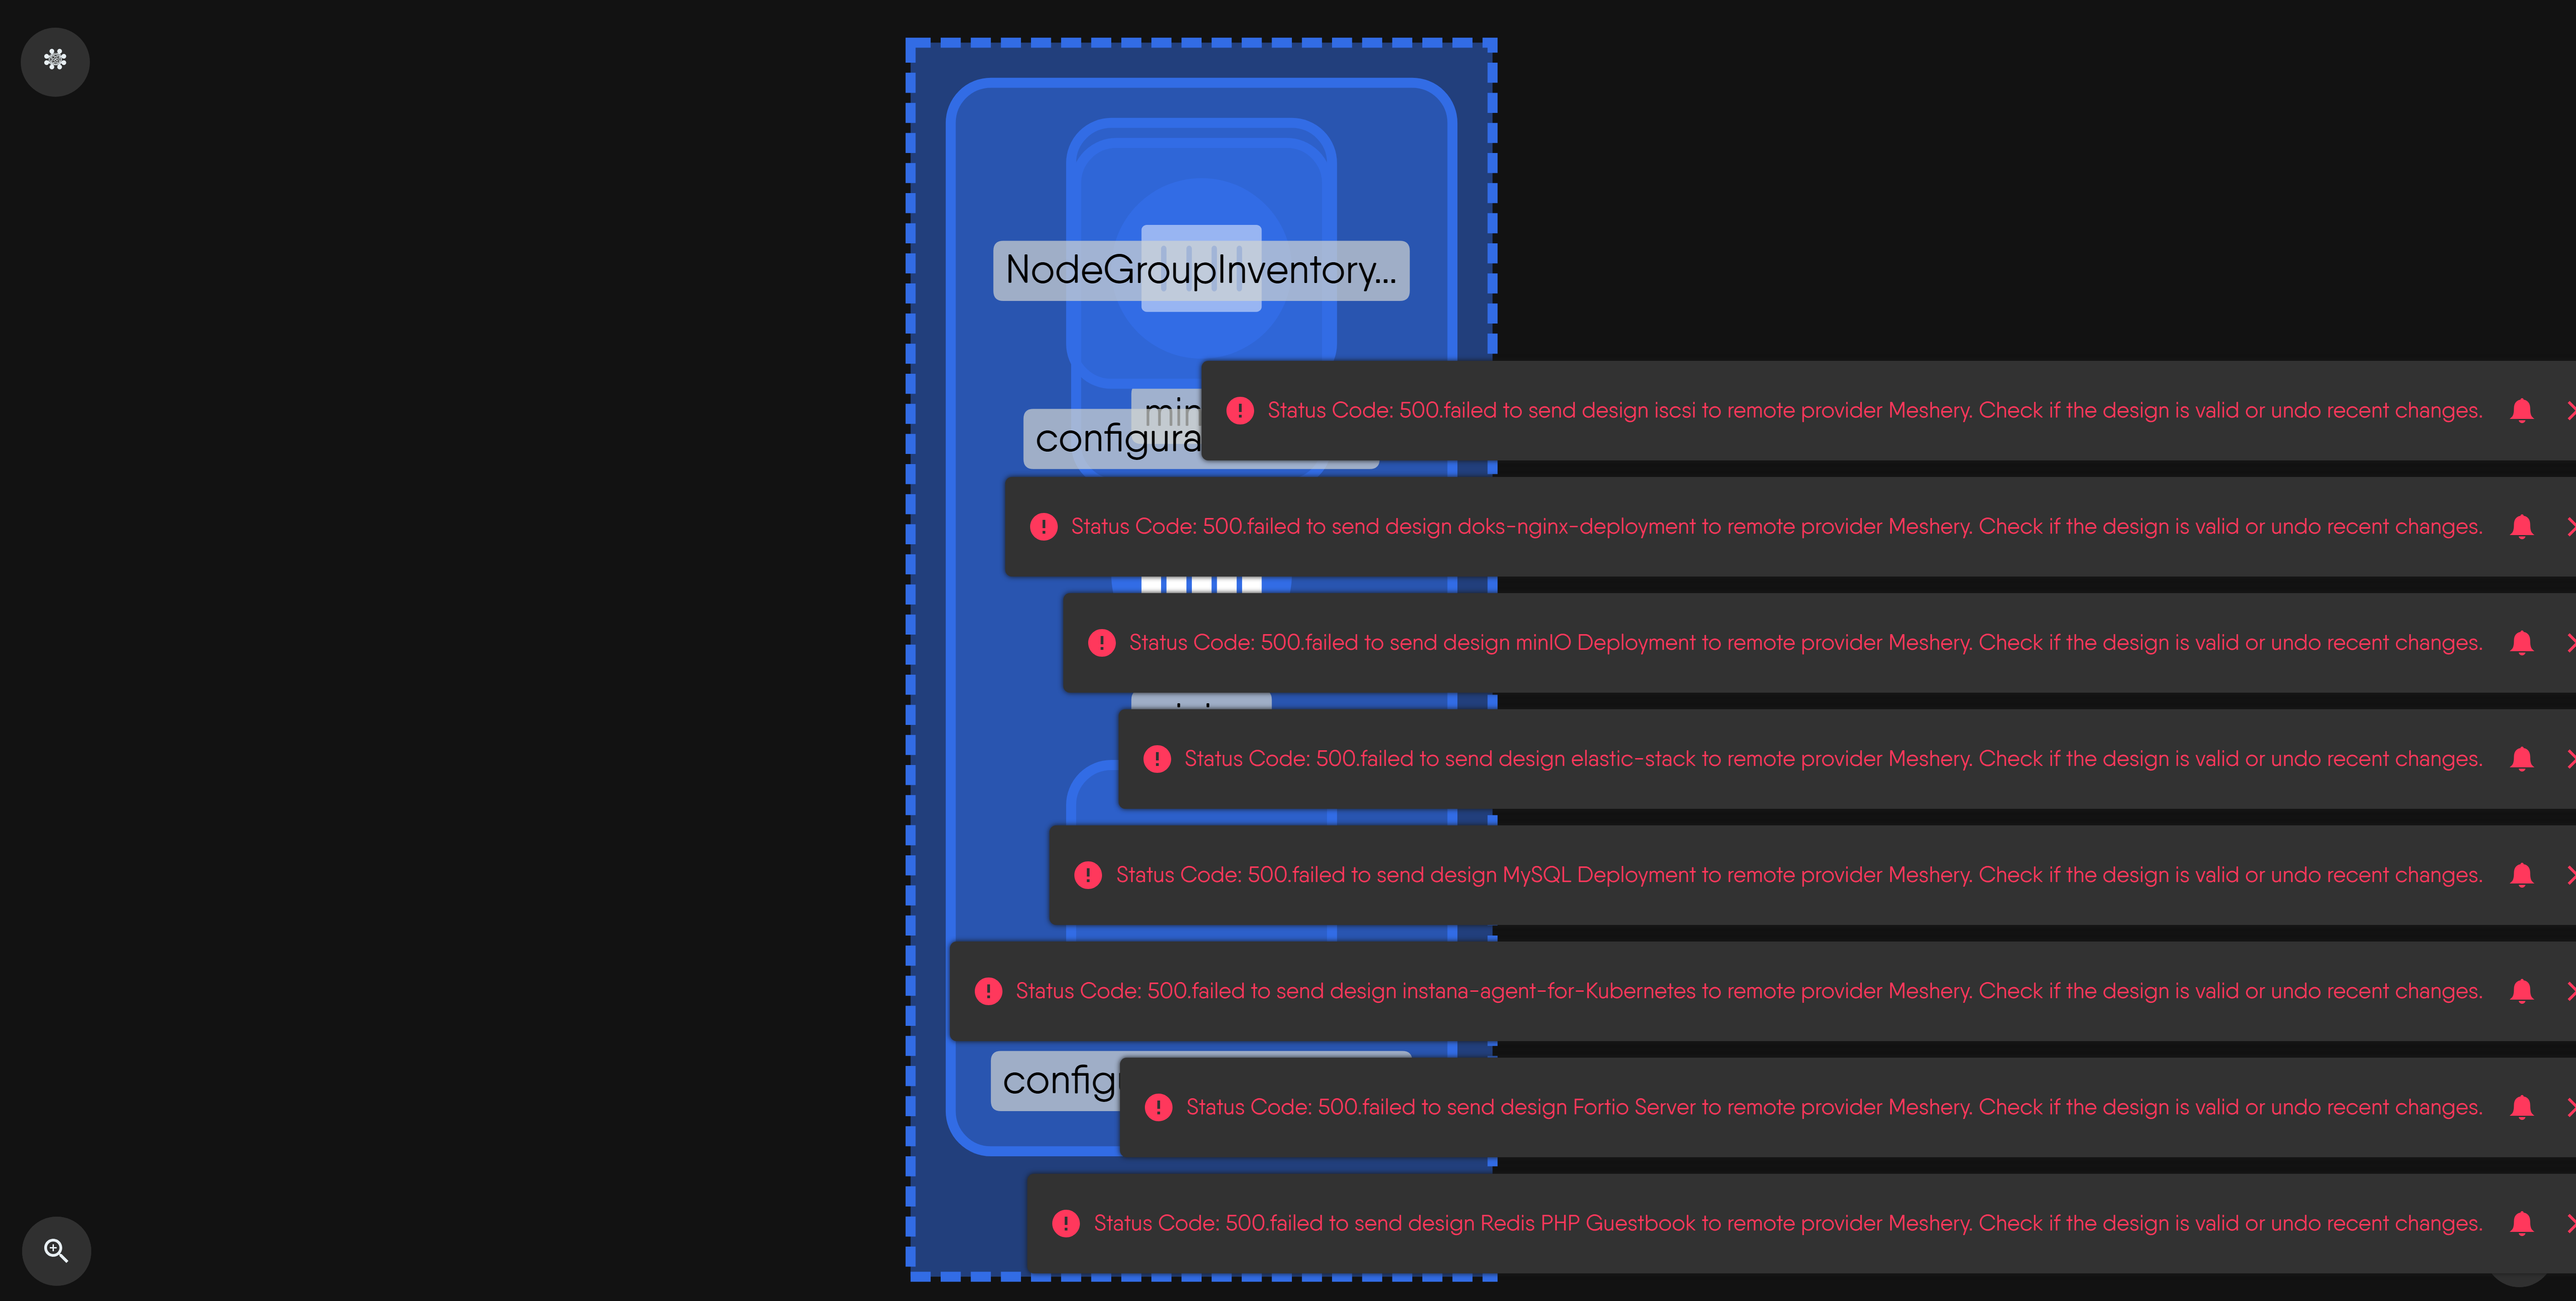 NodeGroupInventory...
min
configura
Status Code: 500.failed to send design iscsi to remote provider Meshery. Check if the design is valid or undo recent changes.
Status Code: 500.failed to send design doks-nginx-deployment to remote provider Meshery. Check if the design is valid or undo recent changes.
Status Code: 500.failed to send design minIO Deployment to remote provider Meshery. Check if the design is valid or undo recent changes.
Status Code: 500.failed to send design elastic-stack to remote provider Meshery. Check if the design is valid or undo recent changes.
Status Code: 500.failed to send design MySQL Deployment to remote provider Meshery. Check if the design is valid or undo recent changes.
Status Code: 500.failed to send design instana-agent-for-Kubernetes to remote provider Meshery. Check if the design is valid or undo recent changes.
config
Status Code: 500.failed to send design Fortio Server to remote provider Meshery. Check if the design is valid or undo recent changes.
Status Code: 500.failed to send design Redis PHP Guestbook to remote provider Meshery. Check if the design is valid or undo recent changes.